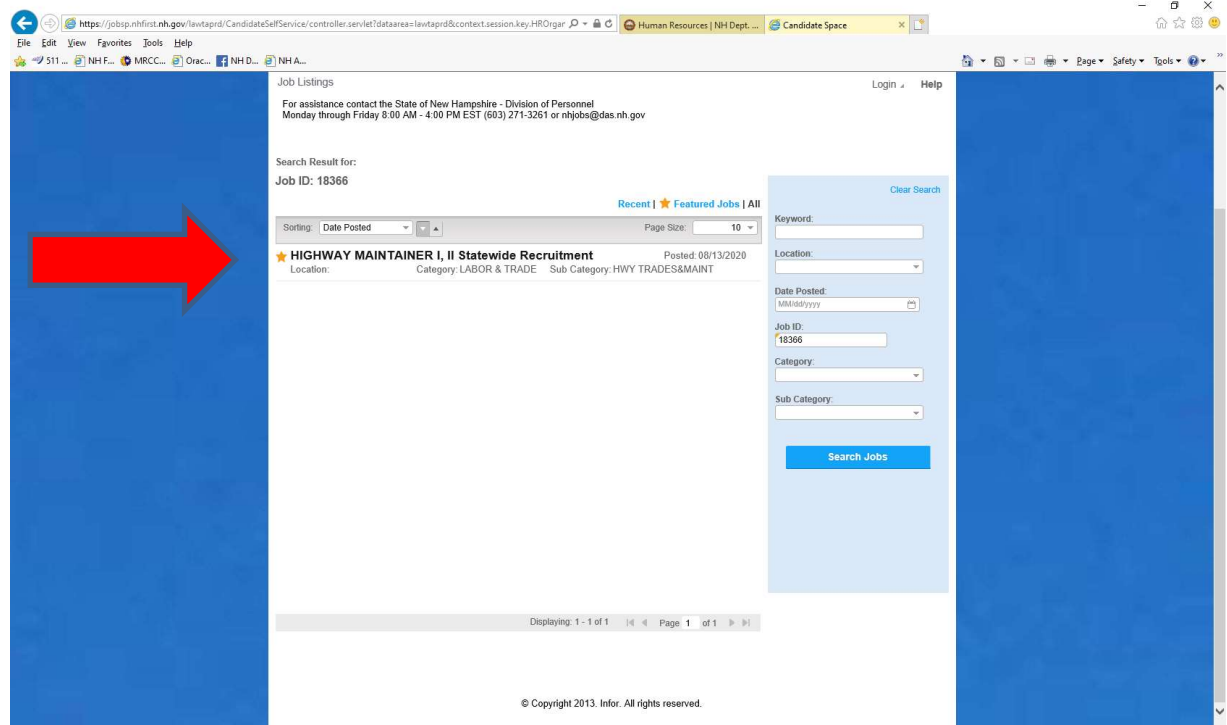 https://jobsp.nhfirst.nh.gov/lawtaprd/CandidateSelfService/controller.servlet?dataarea=lawtaprd&context.session.key.HROrgar
Human Resources | NH Dept. ...
Candidate Space
File Edit View Favorites Tools Help
511 ... NH F... MRCC... Orac... NH D... NH A...
Page Safety Tools
Job Listings
Login Help
For assistance contact the State of New Hampshire - Division of Personnel
Monday through Friday 8:00 AM - 4:00 PM EST (603) 271-3261 or nhjobs@das.nh.gov
Search Result for:
Job ID: 18366
Recent | Featured Jobs | All
Sorting: Date Posted Page Size: 10
HIGHWAY MAINTAINER I, II Statewide Recruitment Posted: 08/13/2020
Location: Category: LABOR & TRADE Sub Category: HWY TRADES&MAINT
Clear Search
Keyword:
Location:
Date Posted:
MM/dd/yyyy
Job ID:
18366
Category:
Sub Category:
Search Jobs
Displaying: 1 - 1 of 1 Page 1 of 1
© Copyright 2013. Infor. All rights reserved.